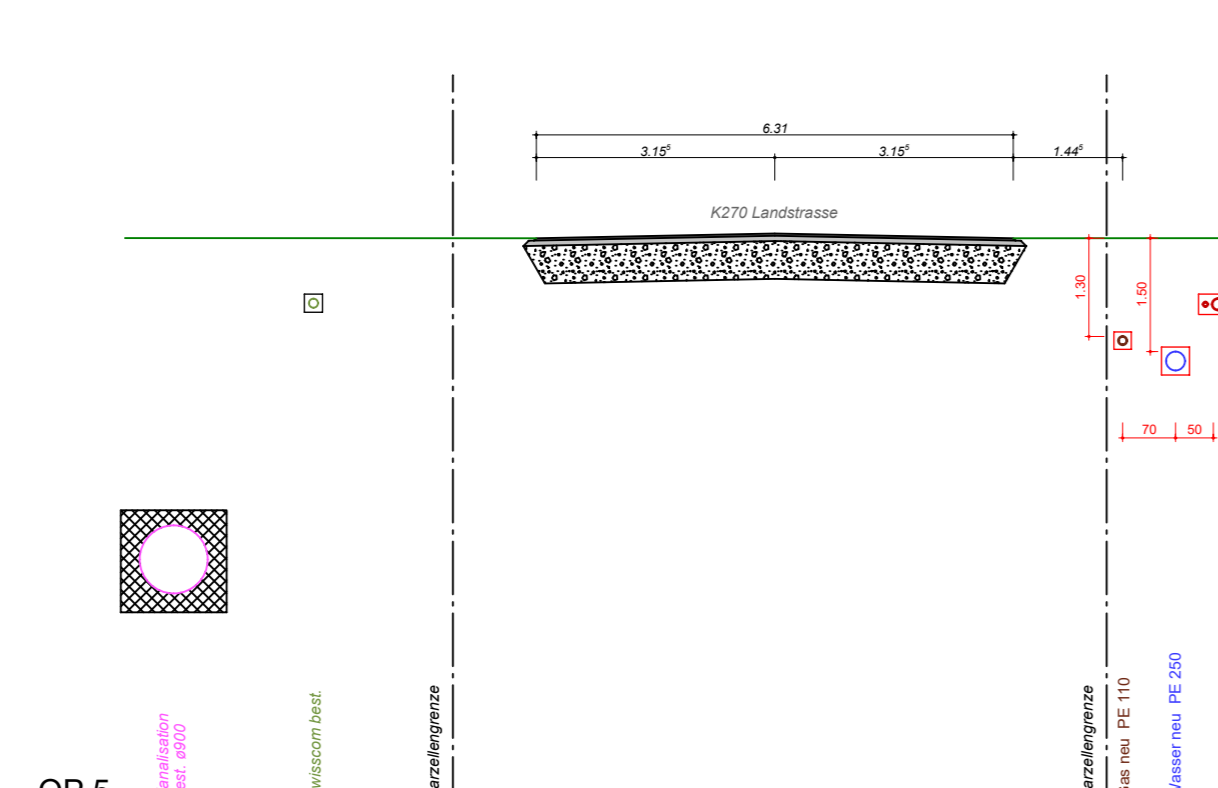 6.31
3.15⁵ 3.15⁵ 1.44⁵
K270 Landstrasse
1.30
1.50
70 50
analisation
est. ø900
wisscom best.
arzellengrenze
arzellengrenze
as neu PE 110
asser neu PE 250